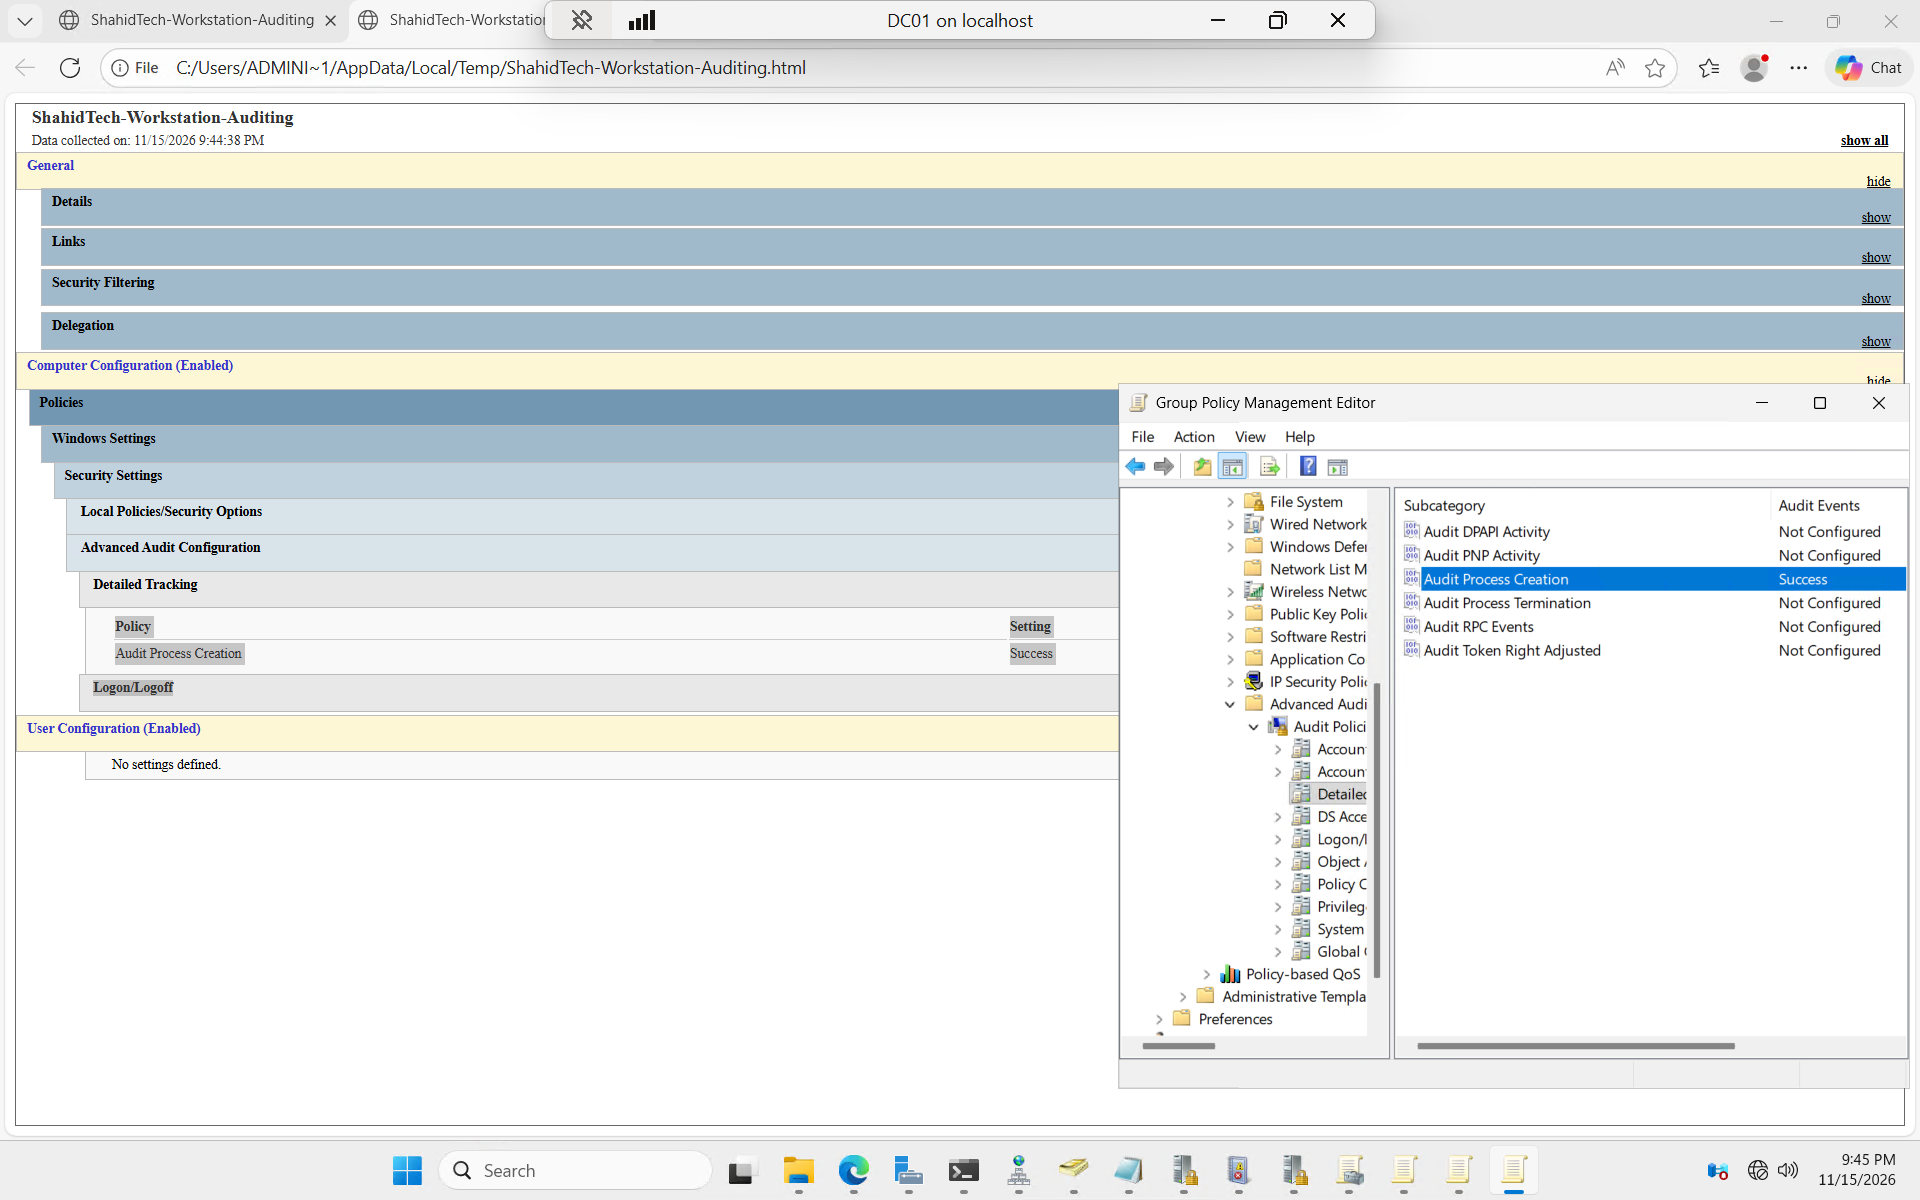 ShahidTech-Workstation-Auditing
ShahidTech-Workstation
DC01 on localhost
File
C:/Users/ADMINI~1/AppData/Local/Temp/ShahidTech-Workstation-Auditing.html
Chat
ShahidTech-Workstation-Auditing
Data collected on: 11/15/2026 9:44:38 PM
show all
General
hide
Details
show
Links
show
Security Filtering
show
Delegation
show
Computer Configuration (Enabled)
hide
Policies
Windows Settings
Security Settings
Local Policies/Security Options
Advanced Audit Configuration
Detailed Tracking
Policy Setting
Audit Process Creation Success
Logon/Logoff
User Configuration (Enabled)
No settings defined.
Group Policy Management Editor
File Action View Help
File System
Wired Network
Windows Defer
Network List M
Wireless Netwo
Public Key Polic
Software Restri
Application Co
IP Security Polic
Advanced Audi
Audit Polici
Accoun
Accoun
Detailed
DS Acce
Logon/
Object
Policy C
Privileg
System
Global
Policy-based QoS
Administrative Templa
Preferences
Subcategory Audit Events
Audit DPAPI Activity Not Configured
Audit PNP Activity Not Configured
Audit Process Creation Success
Audit Process Termination Not Configured
Audit RPC Events Not Configured
Audit Token Right Adjusted Not Configured
Search
9:45 PM
11/15/2026